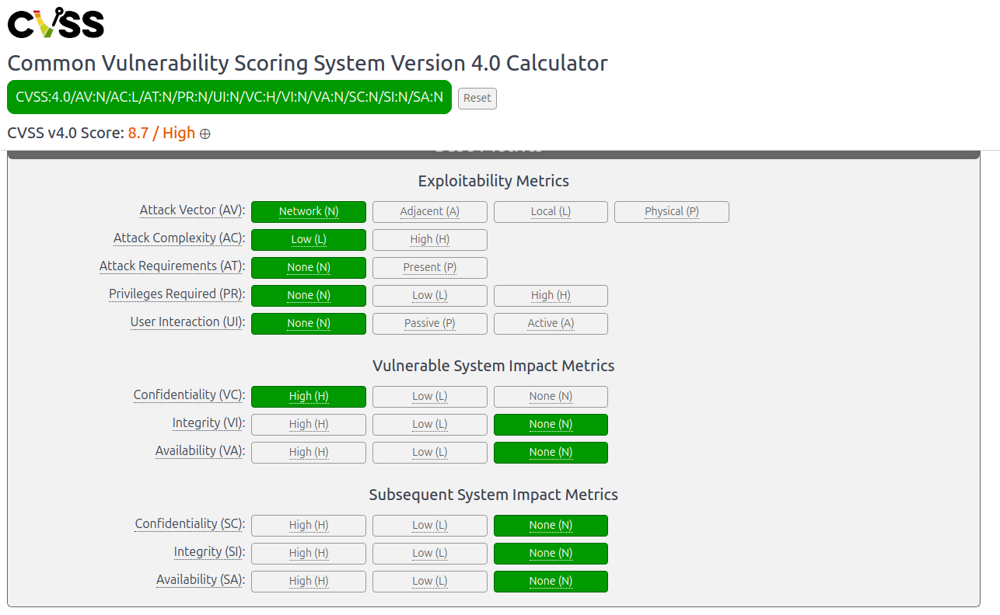 CVSS
Common Vulnerability Scoring System Version 4.0 Calculator
CVSS:4.0/AV:N/AC:L/AT:N/PR:N/UI:N/VC:H/VI:N/VA:N/SC:N/SI:N/SA:N Reset
CVSS v4.0 Score: 8.7 / High ⊕
Exploitability Metrics
Attack Vector (AV): Network (N) Adjacent (A) Local (L) Physical (P)
Attack Complexity (AC): Low (L) High (H)
Attack Requirements (AT): None (N) Present (P)
Privileges Required (PR): None (N) Low (L) High (H)
User Interaction (UI): None (N) Passive (P) Active (A)
Vulnerable System Impact Metrics
Confidentiality (VC): High (H) Low (L) None (N)
Integrity (VI): High (H) Low (L) None (N)
Availability (VA): High (H) Low (L) None (N)
Subsequent System Impact Metrics
Confidentiality (SC): High (H) Low (L) None (N)
Integrity (SI): High (H) Low (L) None (N)
Availability (SA): High (H) Low (L) None (N)